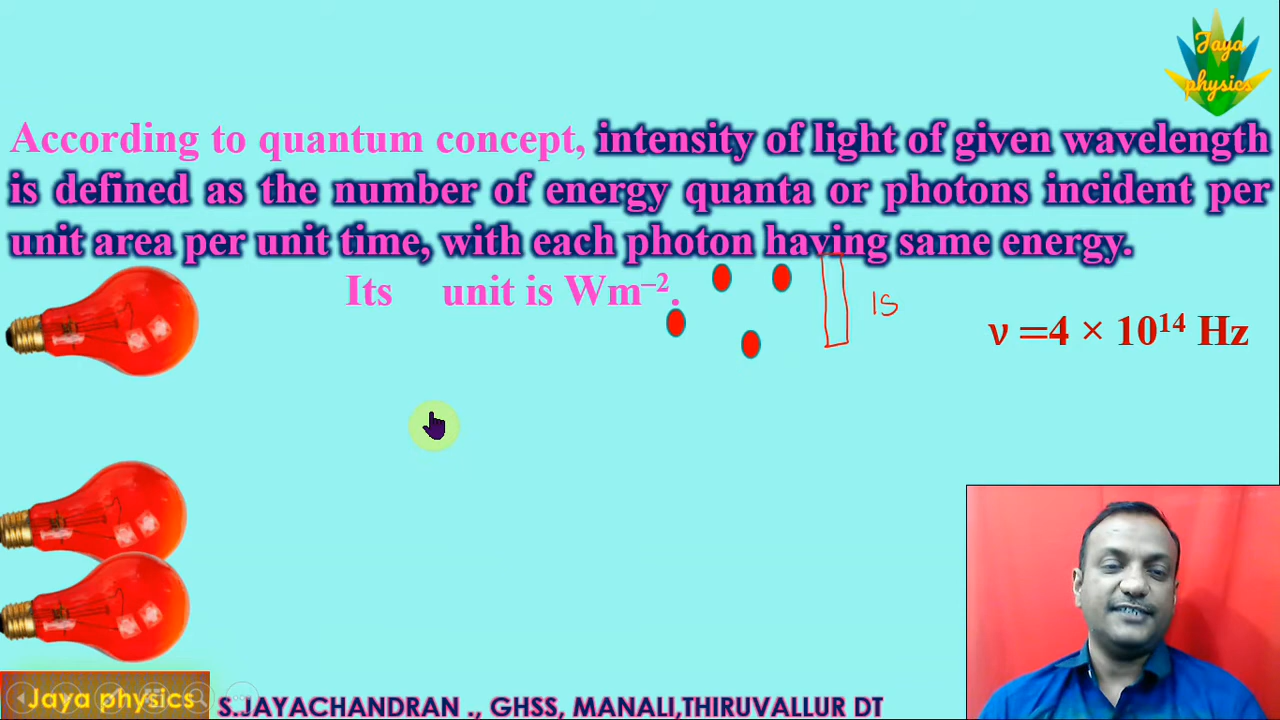 Jaya
physics
According to quantum concept, intensity of light of given wavelength
is defined as the number of energy quanta or photons incident per
unit area per unit time, with each photon having same energy.
Its unit is Wm⁻².
1s
ν =4 × 10¹⁴ Hz
Jaya physics
S.JAYACHANDRAN ., GHSS, MANALI,THIRUVALLUR DT